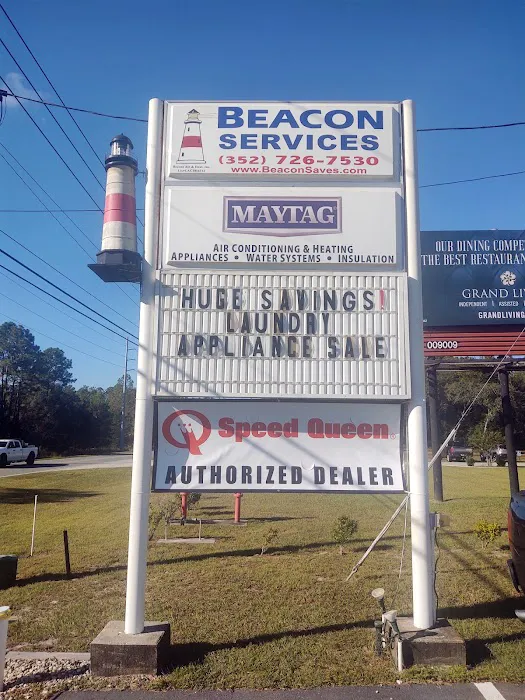 BEACON
SERVICES
(352) 726-7530
www.BeaconSaves.com
MAYTAG
AIR CONDITIONING & HEATING
APPLIANCES • WATER SYSTEMS • INSULATION
HUGE SAVINGS!
LAUNDRY
APPLIANCE SALE
Speed Queen
AUTHORIZED DEALER
OUR DINING COMPE
THE BEST RESTAURAN
GRAND LI
INDEPENDENT | ASSISTED
GRANDLIVING
009009